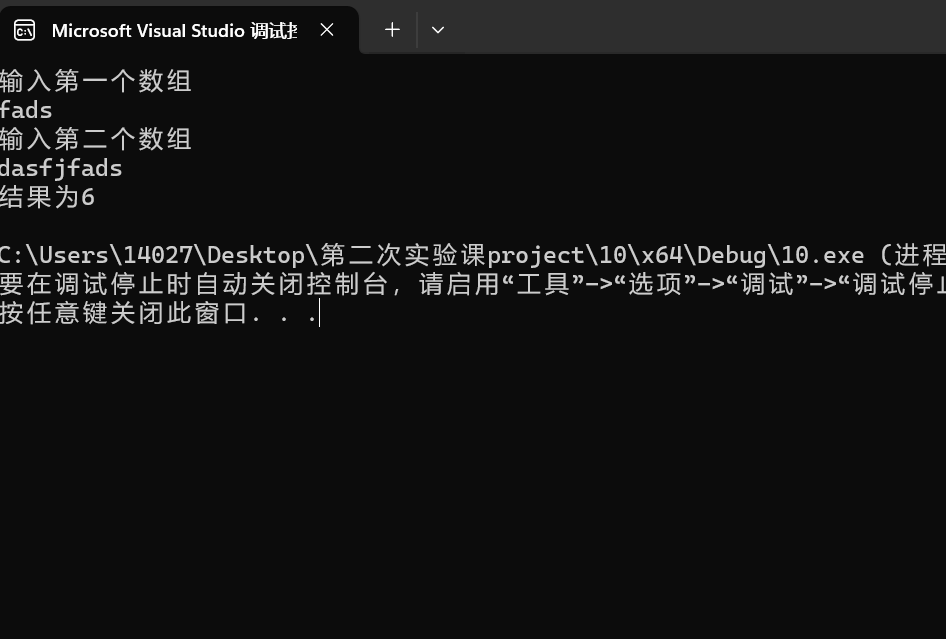 Microsoft Visual Studio 调试
输入第一个数组
fads
输入第二个数组
dasfjfads
结果为6
C:\Users\14027\Desktop\第二次实验课project\10\x64\Debug\10.exe (进程
要在调试停止时自动关闭控制台，请启用“工具”->“选项”->“调试”->“调试停止
按任意键关闭此窗口. . .